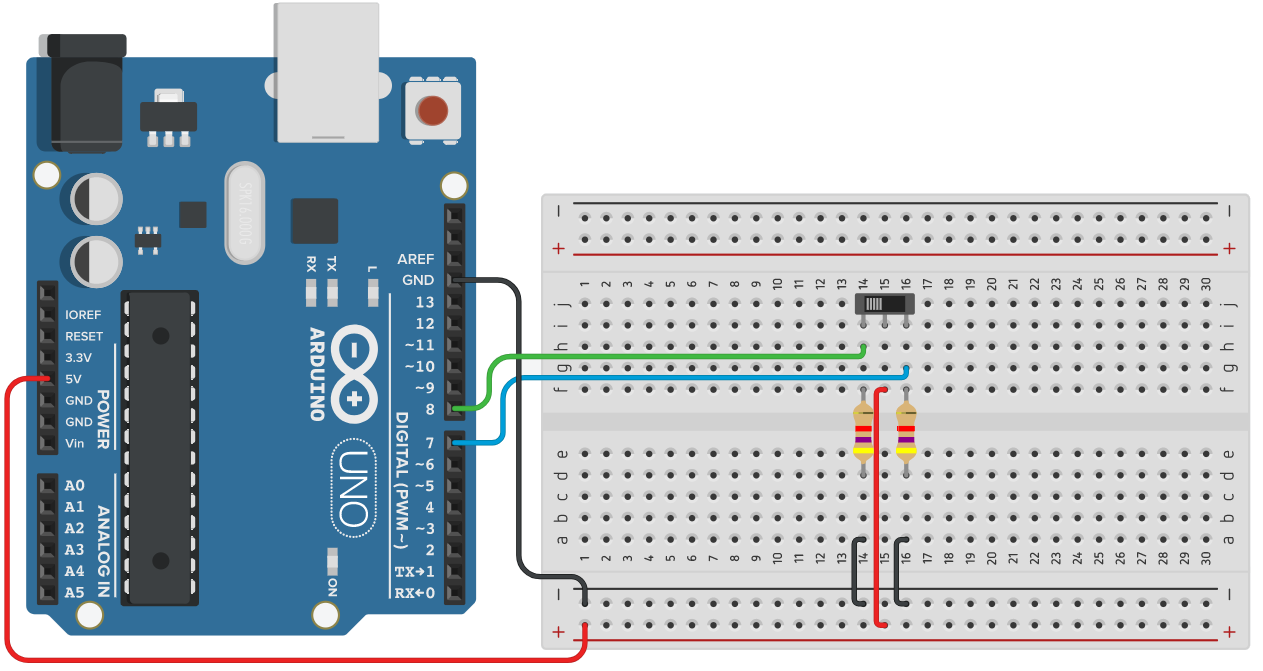 SPK16.000G
RX
TX
L
AREF
GND
13
12
~11
~10
~9
8
7
~6
~5
4
~3
2
TX→1
RX←0
DIGITAL (PWM~)
ARDUINO
UNO
ON
IOREF
RESET
3.3V
5V
GND
GND
Vin
POWER
A0
A1
A2
A3
A4
A5
ANALOG IN
− −
+ +
1 2 3 4 5 6 7 8 9 10 11 12 13 14 15 16 17 18 19 20 21 22 23 24 25 26 27 28 29 30
j j
i i
h h
g g
f f
e e
d d
c c
b b
a a
1 2 3 4 5 6 7 8 9 10 11 12 13 14 15 16 17 18 19 20 21 22 23 24 25 26 27 28 29 30
− −
+ +